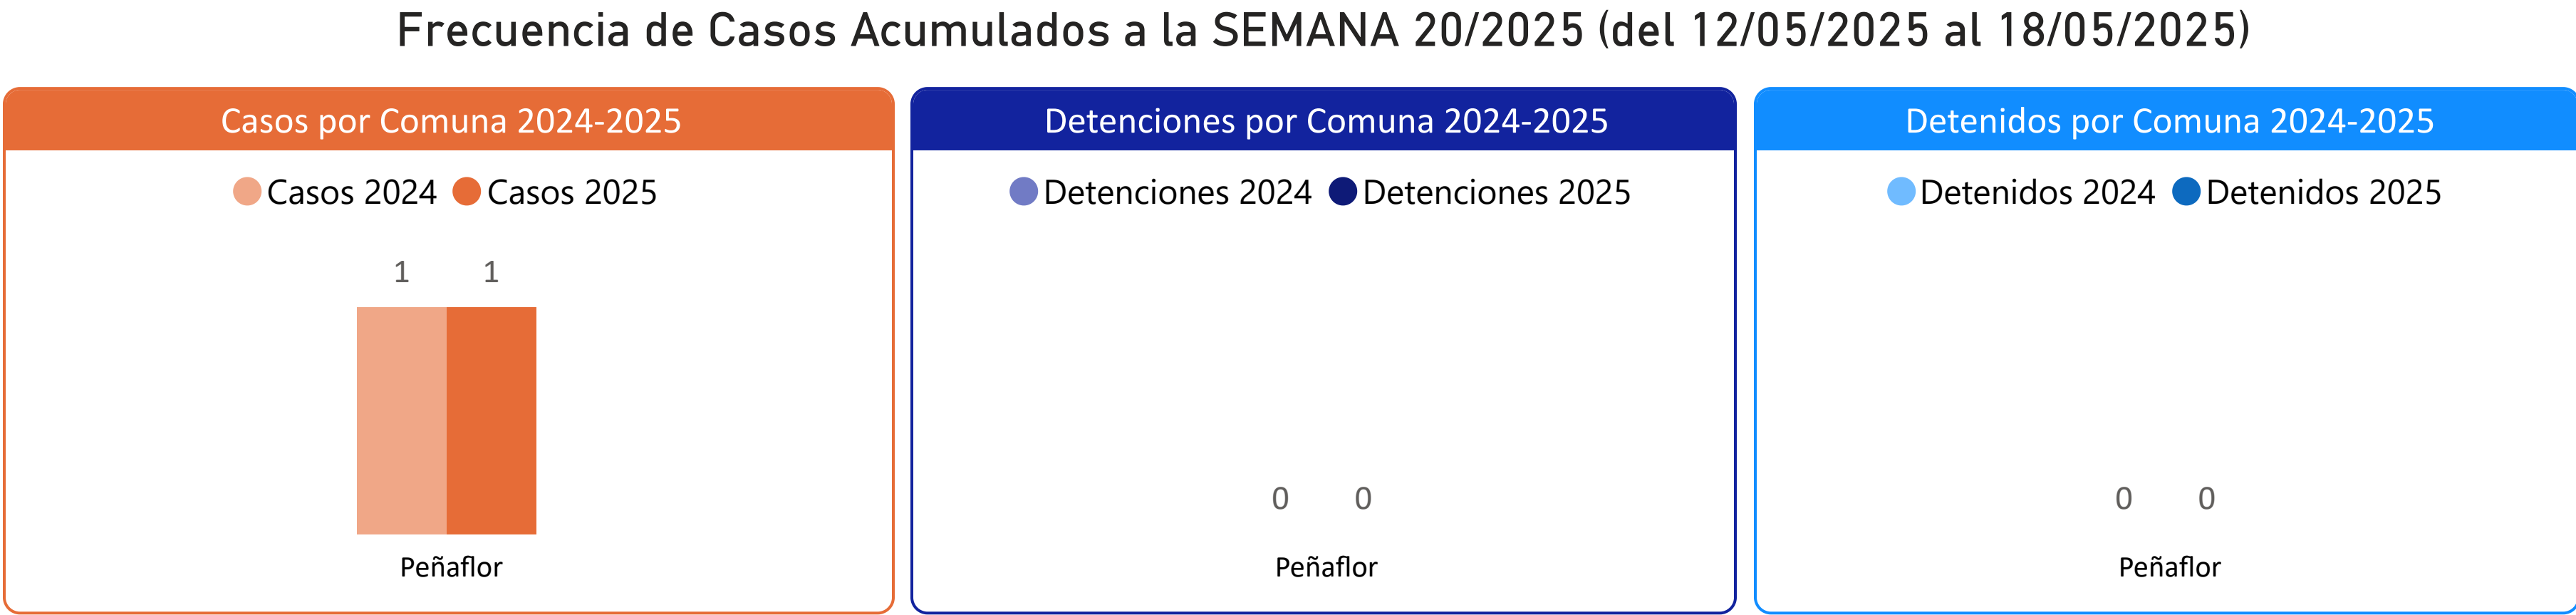 Frecuencia de Casos Acumulados a la SEMANA 20/2025 (del 12/05/2025 al 18/05/2025)
Casos por Comuna 2024-2025
Casos 2024 Casos 2025
1 1
Peñaflor
Detenciones por Comuna 2024-2025
Detenciones 2024 Detenciones 2025
0 0
Peñaflor
Detenidos por Comuna 2024-2025
Detenidos 2024 Detenidos 2025
0 0
Peñaflor